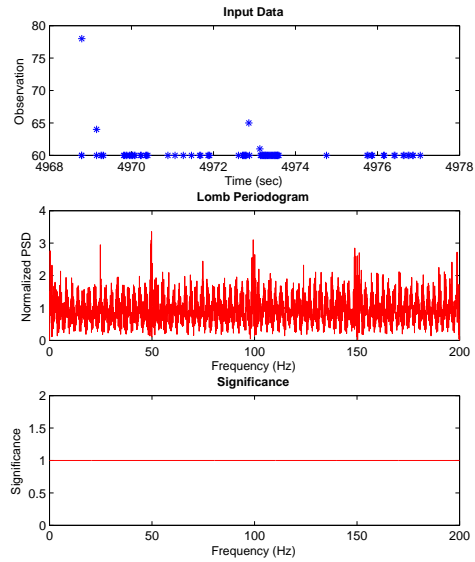 Input Data
80
75
70
65
60
Observation
4968 4970 4972 4974 4976 4978
Time (sec)
Lomb Periodogram
4
3
2
1
0
Normalized PSD
0 50 100 150 200
Frequency (Hz)
Significance
2
1.5
1
0.5
0
Significance
0 50 100 150 200
Frequency (Hz)